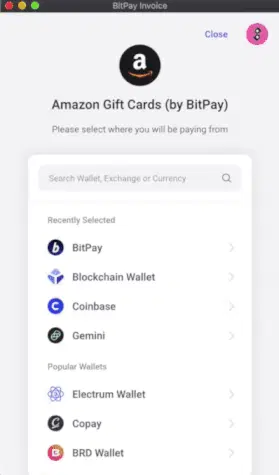 BitPay Invoice
Close
Amazon Gift Cards (by BitPay)
Please select where you will be paying from
Search Wallet, Exchange or Currency
Recently Selected
BitPay
Blockchain Wallet
Coinbase
Gemini
Popular Wallets
Electrum Wallet
Copay
BRD Wallet